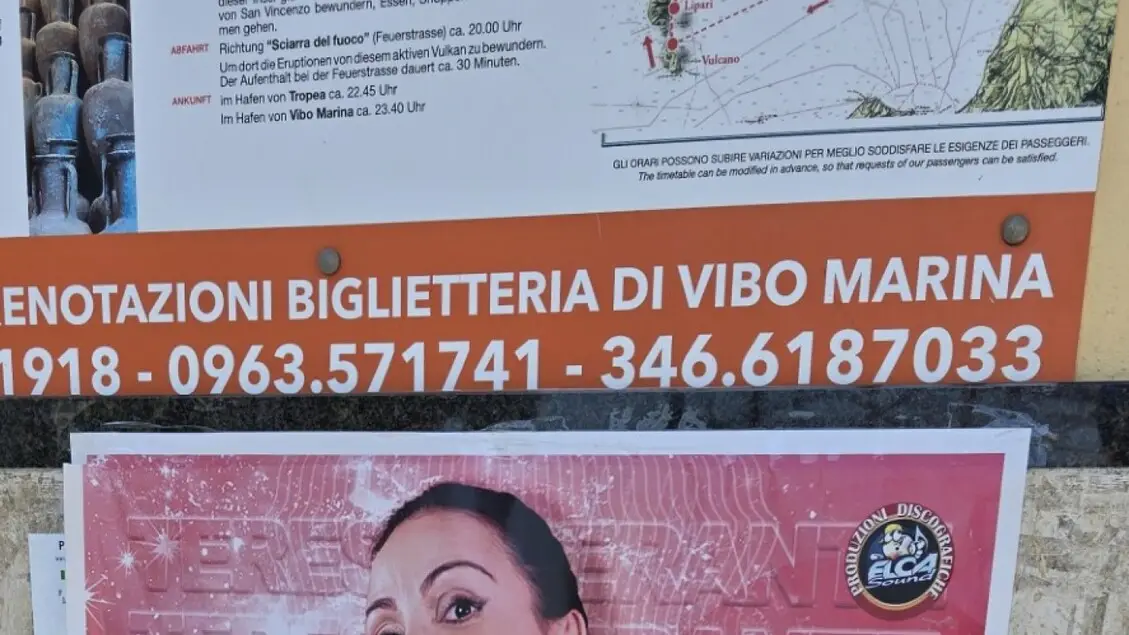 von San Vincenzo bewundern, Essen,
men gehen.
ABFAHRT Richtung "Sciarra del fuoco" (Feuerstrasse) ca. 20.00 Uhr
Um dort die Eruptionen von diesem aktiven Vulkan zu bewundern.
Der Aufenthalt bei der Feuerstrasse dauert ca. 30 Minuten.
ANKUNFT im Hafen von Tropea ca. 22.45 Uhr
Im Hafen von Vibo Marina ca. 23.40 Uhr
Lipari
Vulcano
GLI ORARI POSSONO SUBIRE VARIAZIONI PER MEGLIO SODDISFARE LE ESIGENZE DEI PASSEGGERI.
The timetable can be modified in advance, so that requests of our passengers can be satisfied.
RENOTAZIONI BIGLIETTERIA DI VIBO MARINA
1918 - 0963.571741 - 346.6187033
PRODUZIONI DISCOGRAFICHE
ELCA
Sound